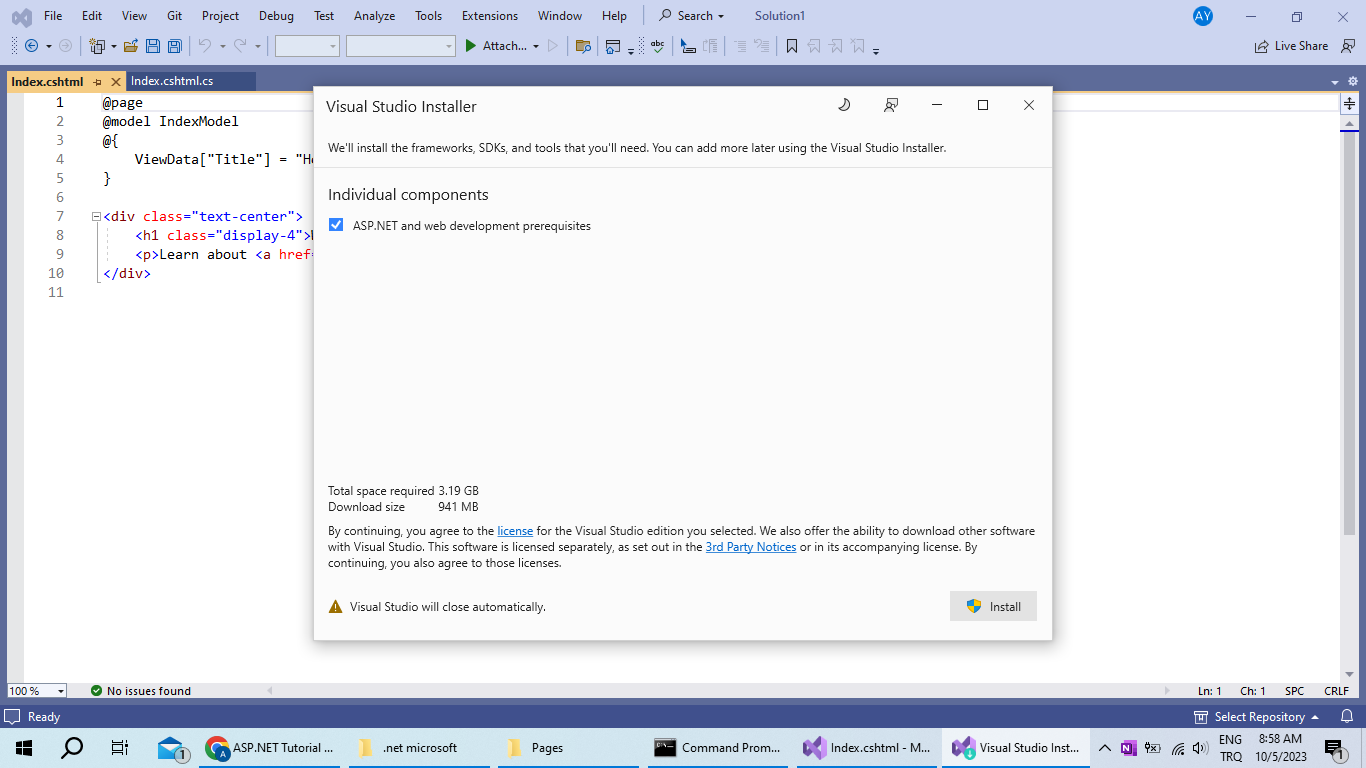 File Edit View Git Project Debug Test Analyze Tools Extensions Window Help Search Solution1 AY
Attach... abc Live Share
Index.cshtml Index.cshtml.cs
1 @page
2 @model IndexModel
3 @{
4 ViewData["Title"] =
5 }
6
7 <div class="text-center">
8 <h1 class="display-4">
9 <p>Learn about <a href=
10 </div>
11
Visual Studio Installer
We'll install the frameworks, SDKs, and tools that you'll need. You can add more later using the Visual Studio Installer.
Individual components
ASP.NET and web development prerequisites
Total space required 3.19 GB
Download size 941 MB
By continuing, you agree to the license for the Visual Studio edition you selected. We also offer the ability to download other software
with Visual Studio. This software is licensed separately, as set out in the 3rd Party Notices or in its accompanying license. By
continuing, you also agree to those licenses.
Visual Studio will close automatically.
Install
100 % No issues found Ln: 1 Ch: 1 SPC CRLF
Ready Select Repository
1 ASP.NET Tutorial ... .net microsoft Pages Command Prom... Index.cshtml - M... Visual Studio Inst... ENG 8:58 AM
TRQ 10/5/2023 1